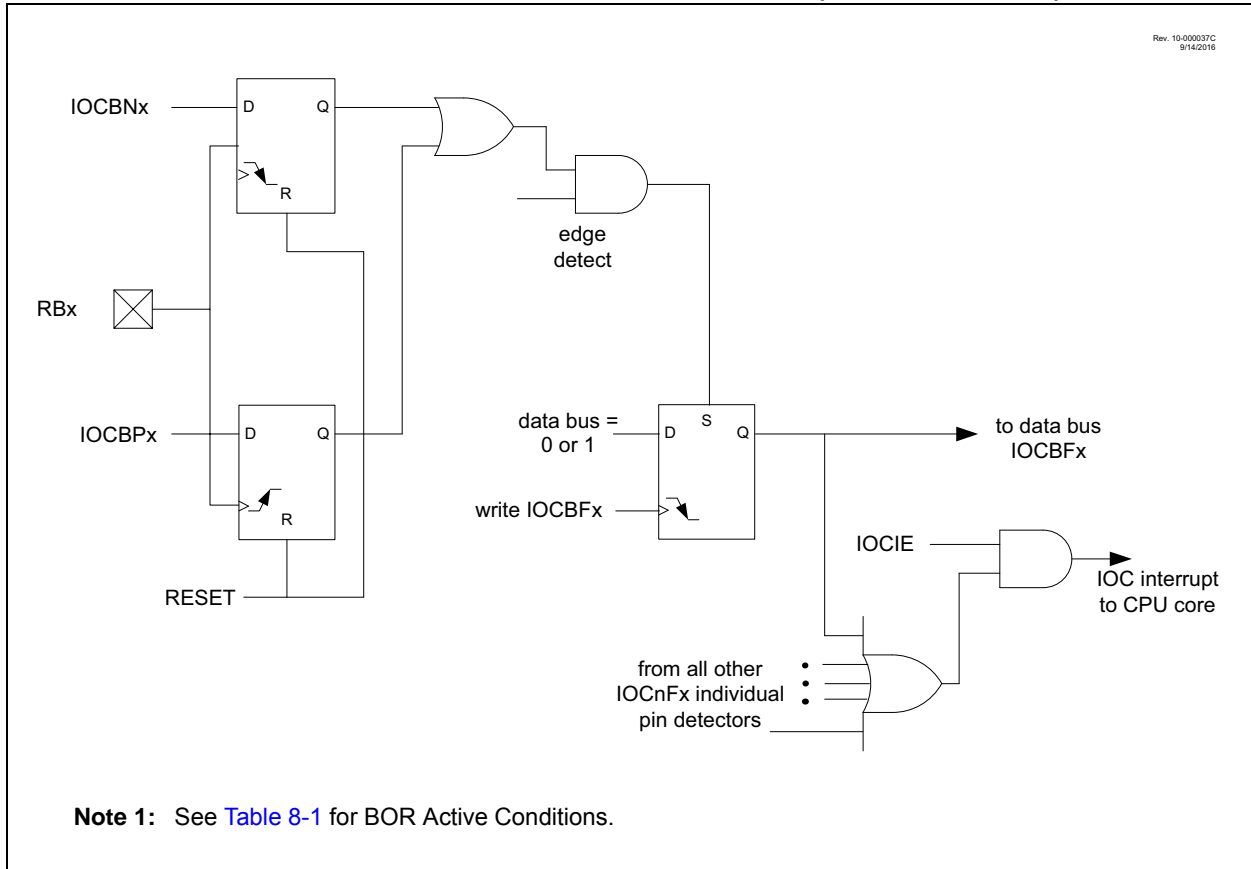 Rev. 10-000037C
9/14/2016
IOCBNx
D
Q
R
edge
detect
RBx
IOCBPx
D
Q
R
RESET
data bus =
0 or 1
S
D
Q
write IOCBFx
to data bus
IOCBFx
IOCIE
IOC interrupt
to CPU core
from all other
IOCnFx individual
pin detectors
Note 1: See Table 8-1 for BOR Active Conditions.